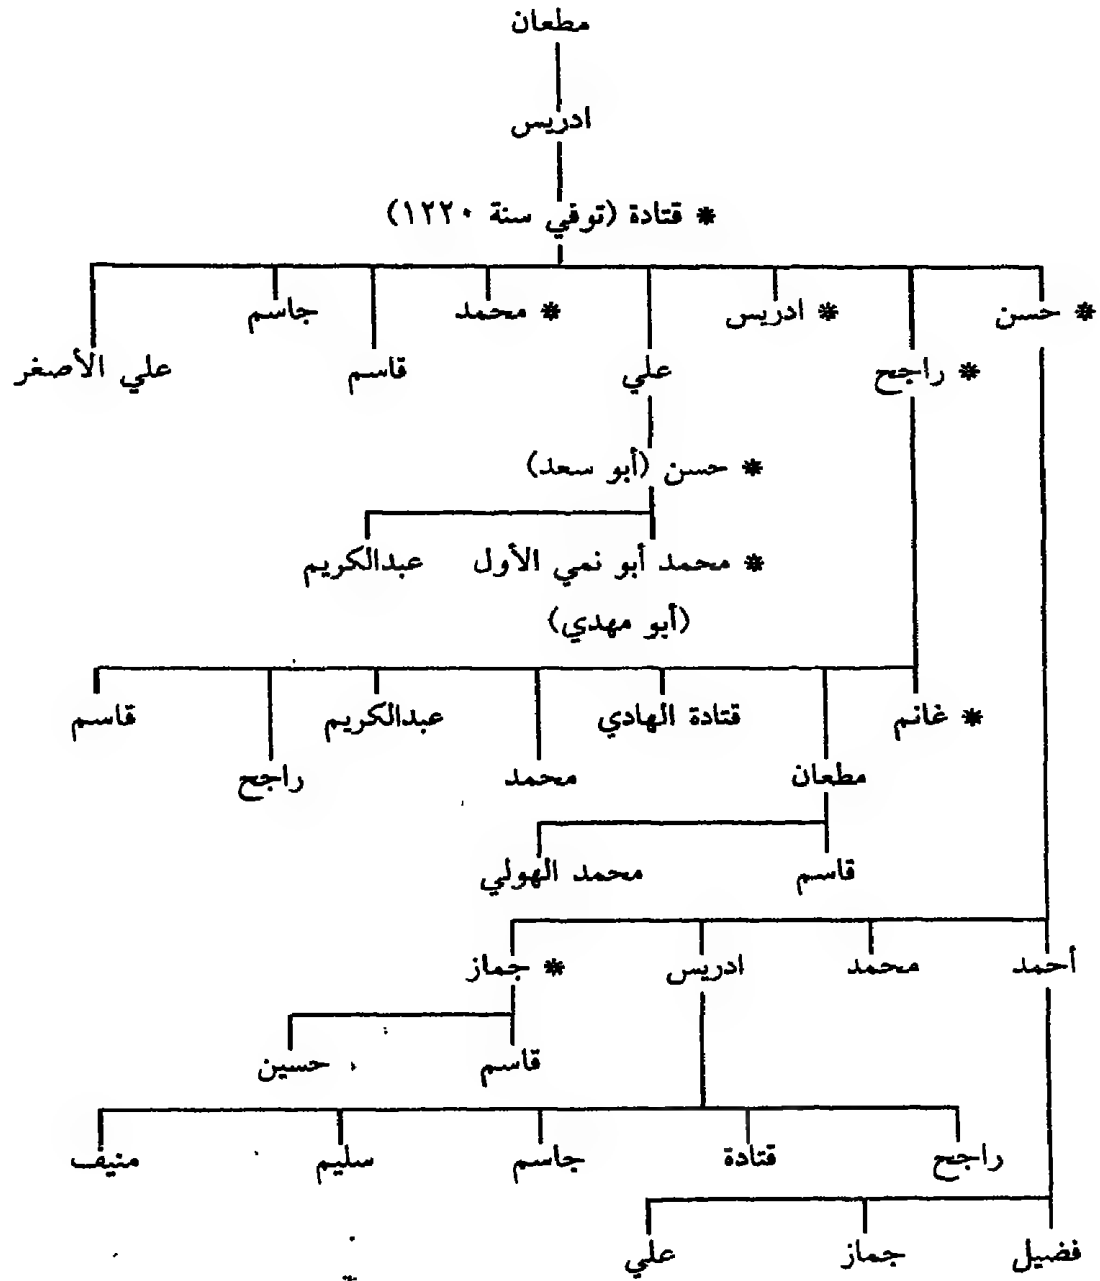 مطعان
ادريس
* قتادة (توفي سنة ١٢٢٠)
* حسن
* ادريس
* محمد
جاسم
* راجح
علي
قاسم
علي الأصغر
* حسن (أبو سعد)
* محمد أبو نمي الأول
عبدالكريم
(أبو مهدي)
* غانم
قتادة الهادي
عبدالكريم
قاسم
مطعان
محمد
راجح
قاسم
محمد الهولي
أحمد
محمد
ادريس
* جماز
قاسم
حسين
راجح
قتادة
جاسم
سليم
منيف
فضيل
جماز
علي